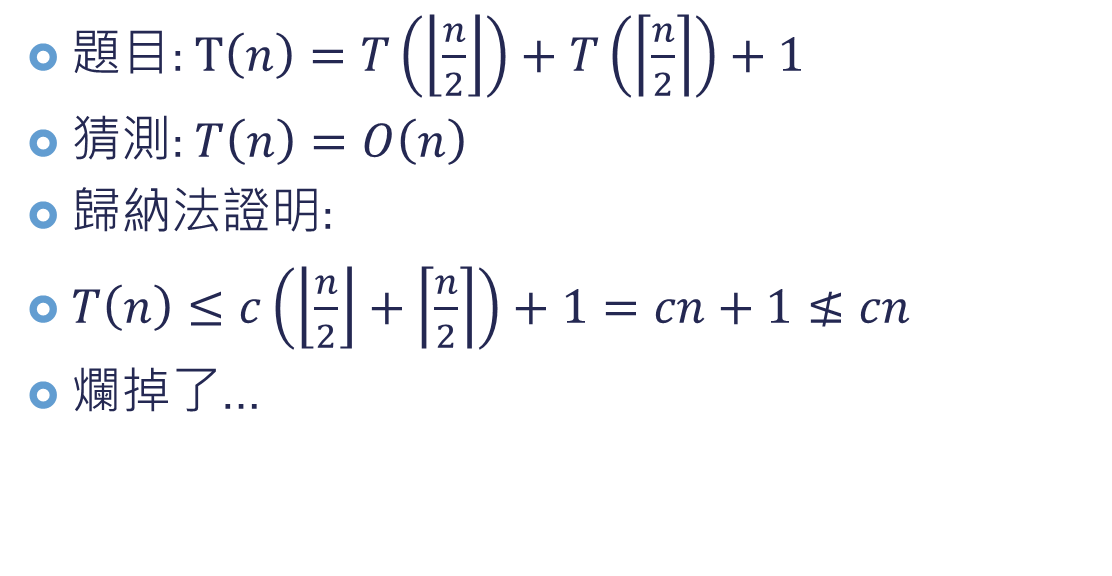 題目: T(n) = T(⌊n/2⌋) + T(⌈n/2⌉) + 1
猜測: T(n) = O(n)
歸納法證明:
T(n) ≤ c(⌊n/2⌋ + ⌈n/2⌉) + 1 = cn + 1 ≰ cn
爛掉了…